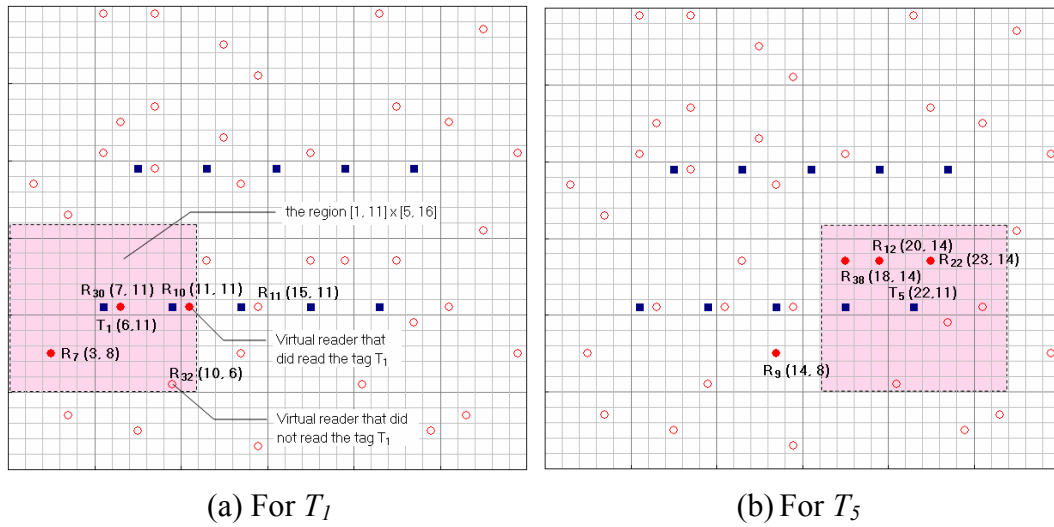 the region [1, 11] x [5, 16]
R30 (7, 11)
R10 (11, 11)
R11 (15, 11)
T1 (6,11)
Virtual reader that
did read the tag T1
R7 (3, 8)
R32 (10, 6)
Virtual reader that did
not read the tag T1
(a) For T1
R12 (20, 14)
R22 (23, 14)
R38 (18, 14)
T5 (22,11)
R9 (14, 8)
(b) For T5